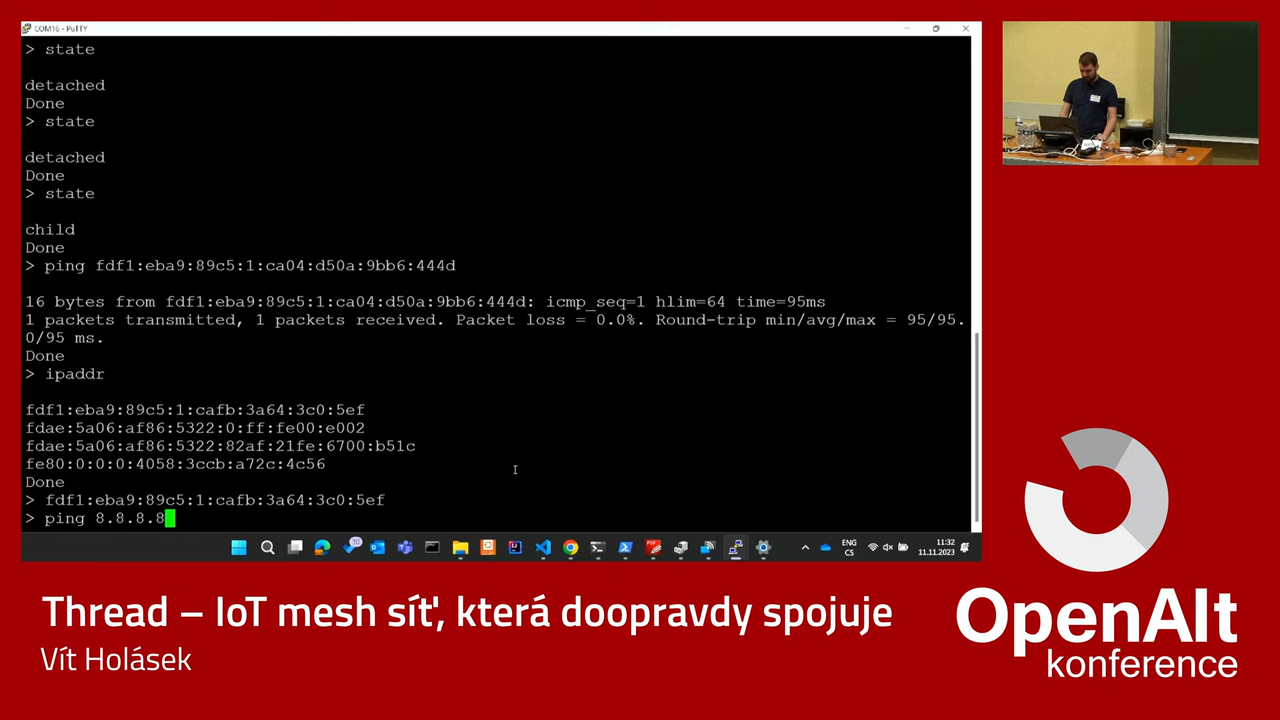 COM16 - PuTTY
> state
detached
Done
> state
detached
Done
> state
child
Done
> ping fdf1:eba9:89c5:1:ca04:d50a:9bb6:444d
16 bytes from fdf1:eba9:89c5:1:ca04:d50a:9bb6:444d: icmp_seq=1 hlim=64 time=95ms
1 packets transmitted, 1 packets received. Packet loss = 0.0%. Round-trip min/avg/max = 95/95.
0/95 ms.
Done
> ipaddr
fdf1:eba9:89c5:1:cafb:3a64:3c0:5ef
fdae:5a06:af86:5322:0:ff:fe00:e002
fdae:5a06:af86:5322:82af:21fe:6700:b51c
fe80:0:0:0:4058:3ccb:a72c:4c56
Done
> fdf1:eba9:89c5:1:cafb:3a64:3c0:5ef
> ping 8.8.8.8
30
ENG
CS
11:32
11.11.2023
Thread – IoT mesh síť, která doopravdy spojuje
Vít Holásek
OpenAlt
konference